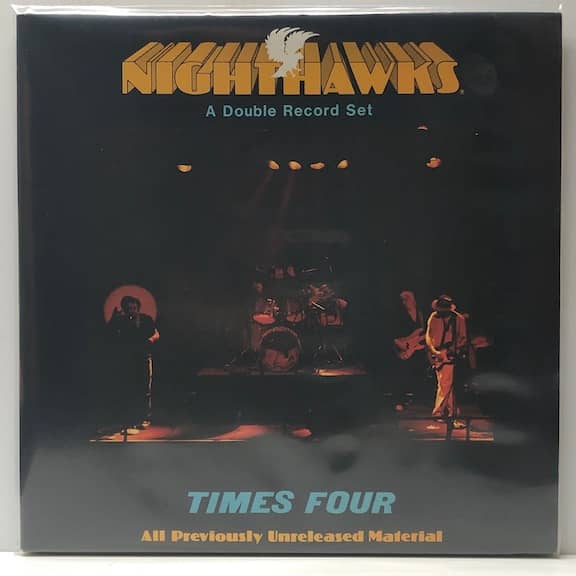 NIGHTHAWKS®
A Double Record Set
TIMES FOUR
All Previously Unreleased Material